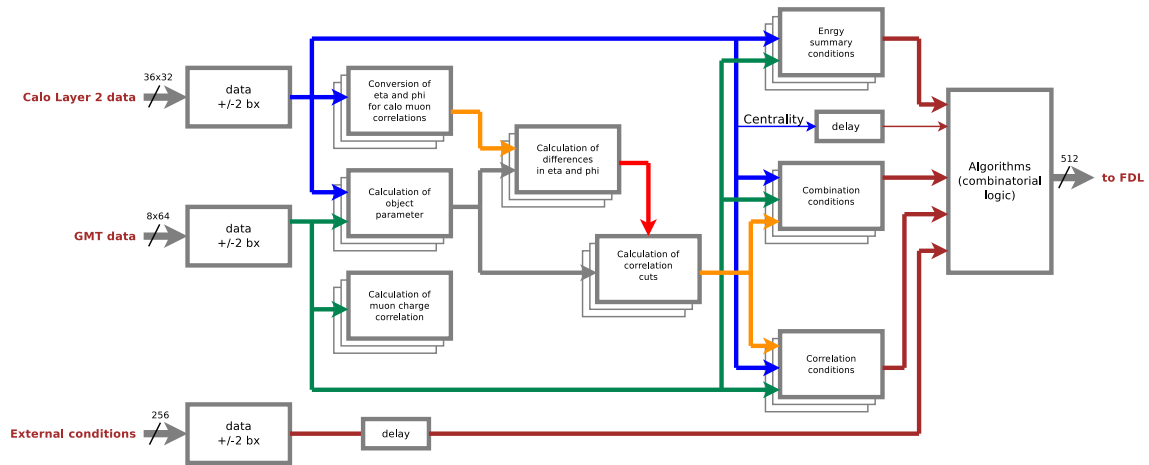 Enrgy
summary
conditions
36x32
Calo Layer 2 data
data
+/-2 bx
Conversion of
eta and phi
for calo muon
correlations
Centrality
delay
Calculation of
differences
in eta and phi
Algorithms
(combinatorial
logic)
512
to FDL
Calculation of
object
parameter
Combination
conditions
8x64
GMT data
data
+/-2 bx
Calculation of
correlation
cuts
Calculation of
muon charge
correlation
Correlation
conditions
256
External conditions
data
+/-2 bx
delay